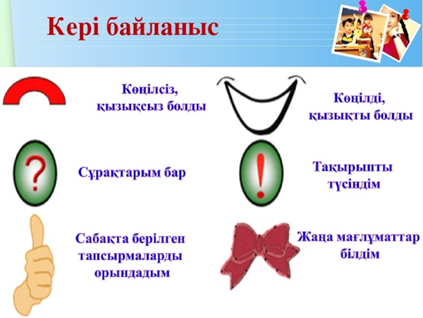 Кері байланыс
Көңілсіз,
қызықсыз болды
Көңілді,
қызықты болды
?
Сұрақтарым бар
!
Тақырыпты
түсіндім
Сабақта берілген
тапсырмаларды
орындадым
Жаңа мағлұматтар
білдім